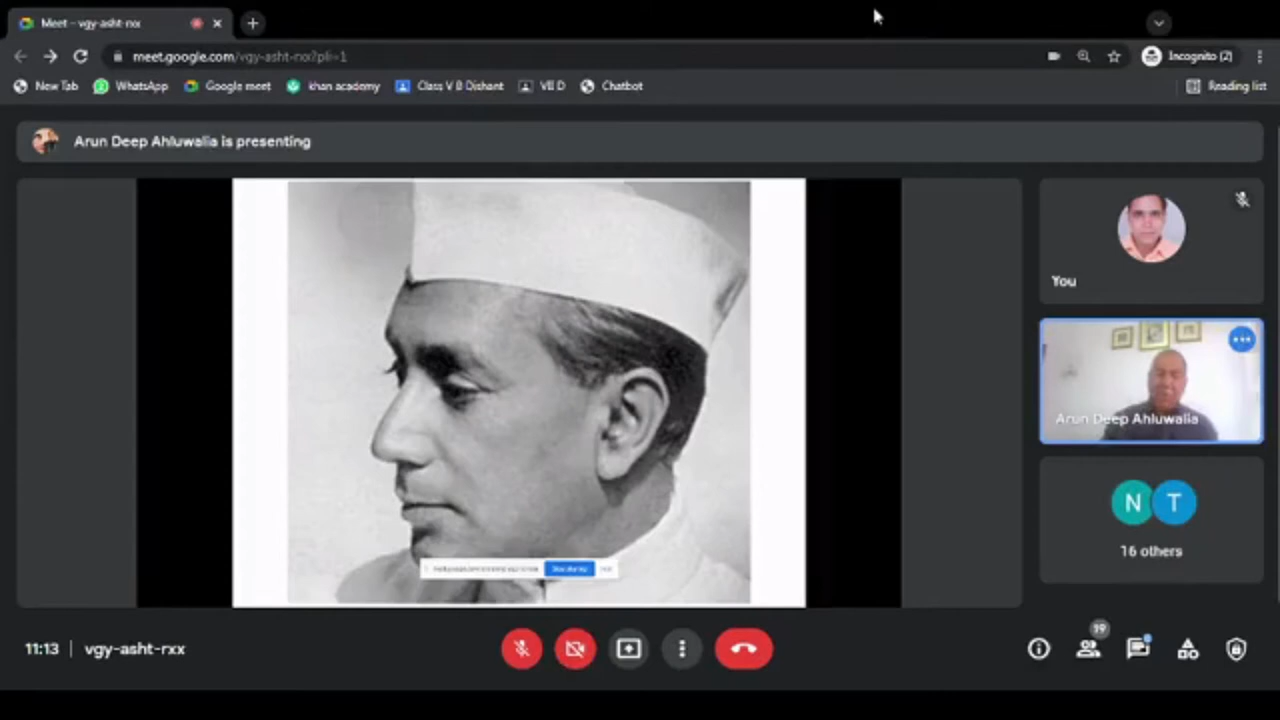 Meet - vgy-asht-rxx
meet.google.com/vgy-asht-rxx?pli=1
Incognito (2)
New Tab WhatsApp Google meet khan academy Class V B Dishant VII D Chatbot Reading list
Arun Deep Ahluwalia is presenting
You
Arun Deep Ahluwalia
N T
16 others
11:13 | vgy-asht-rxx
19